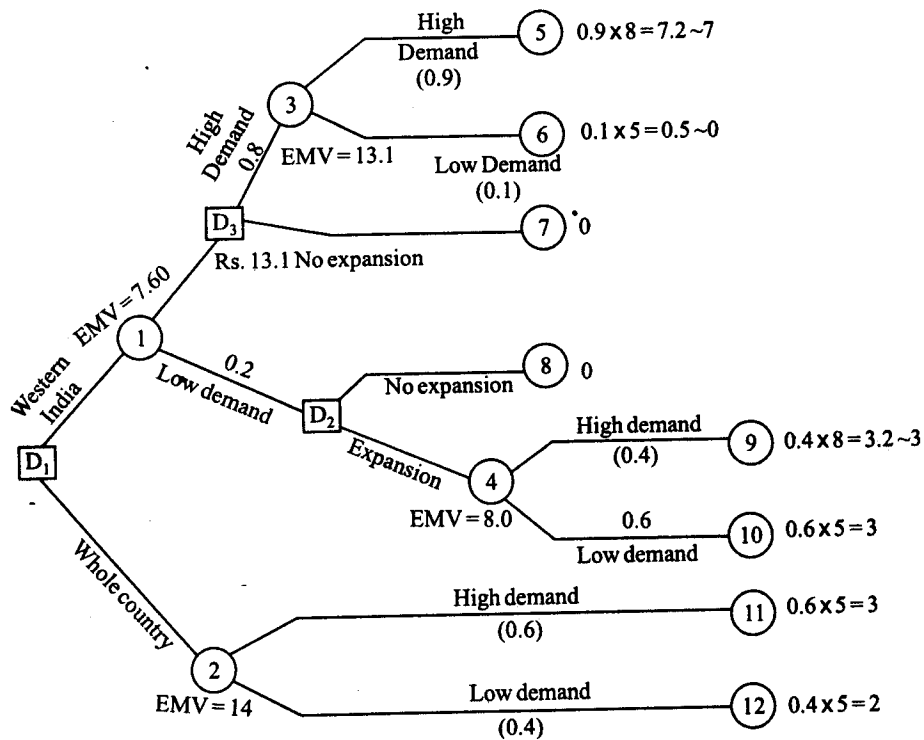 High
Demand
(0.9)
5
0.9 x 8 = 7.2 ~ 7
3
High
Demand
0.8
EMV = 13.1
6
0.1 x 5 = 0.5 ~ 0
Low Demand
(0.1)
D3
7
0
Rs. 13.1 No expansion
EMV = 7.60
1
0.2
Low demand
8
0
No expansion
Western
India
D2
High demand
(0.4)
9
0.4 x 8 = 3.2 ~ 3
D1
Expansion
4
EMV = 8.0
0.6
Low demand
10
0.6 x 5 = 3
Whole country
High demand
(0.6)
11
0.6 x 5 = 3
2
EMV = 14
Low demand
(0.4)
12
0.4 x 5 = 2